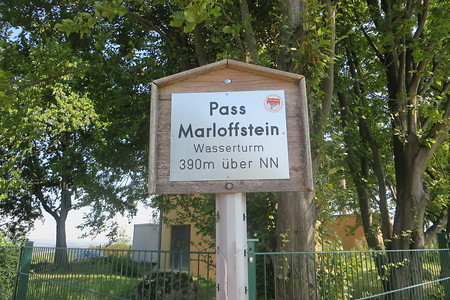 Pass
Marloffstein
Wasserturm
390m über NN